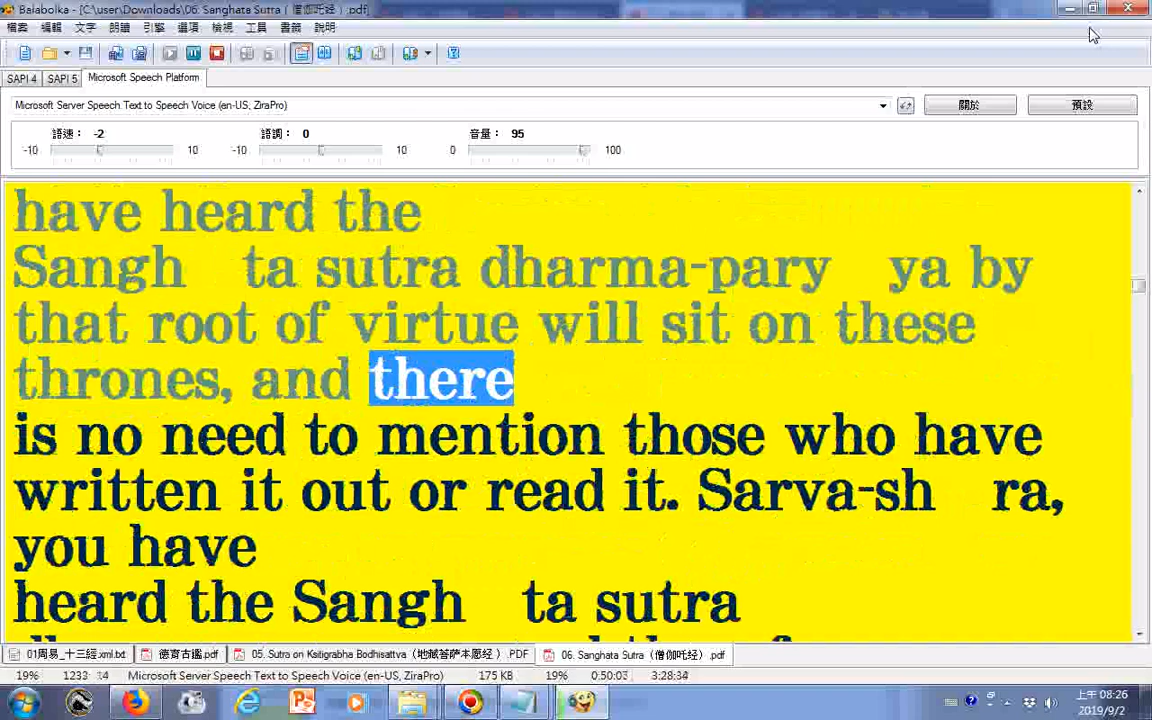 Balabolka - [C:\user\Downloads\06. Sanghata Sutra（僧伽吒经）.pdf]
檔案 編輯 文字 朗讀 引擎 選項 檢視 工具 書籤 說明
SAPI 4 SAPI 5 Microsoft Speech Platform
Microsoft Server Speech Text to Speech Voice (en-US, ZiraPro) 關於 預設
語速： -2 語調： 0 音量： 95
-10 10 -10 10 0 100
have heard the
Sangh ta sutra dharma-pary ya by
that root of virtue will sit on these
thrones, and there
is no need to mention those who have
written it out or read it. Sarva-sh ra,
you have
heard the Sangh ta sutra
01周易_十三經.xml.txt 德育古鑑.pdf 05. Sutra on Ksitigrabha Bodhisattva（地藏菩萨本愿经）.PDF 06. Sanghata Sutra（僧伽吒经）.pdf
19% Microsoft Server Speech Text to Speech Voice (en-US, ZiraPro) 175 KB 19% 0:50:03 3:28:34
上午 08:26
2019/9/2